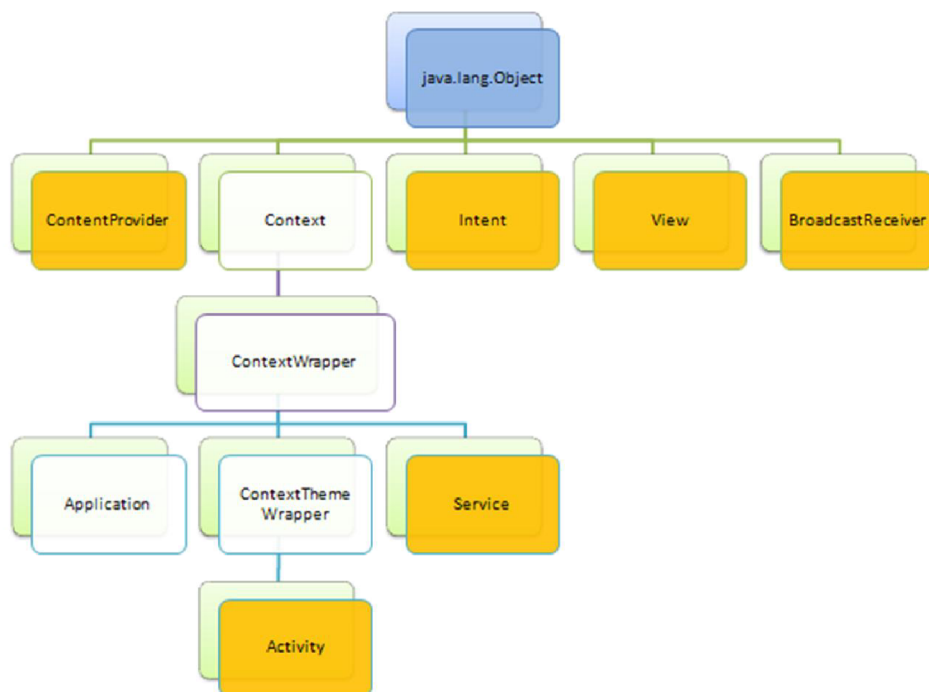 java.lang.Object
ContentProvider
Context
Intent
View
BroadcastReceiver
ContextWrapper
Application
ContextTheme
Wrapper
Service
Activity